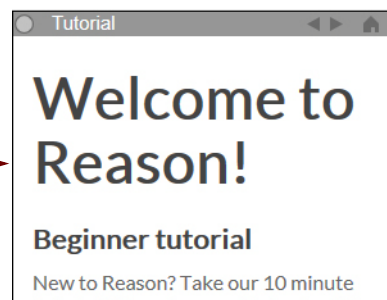 Tutorial
Welcome to
Reason!
Beginner tutorial
New to Reason? Take our 10 minute